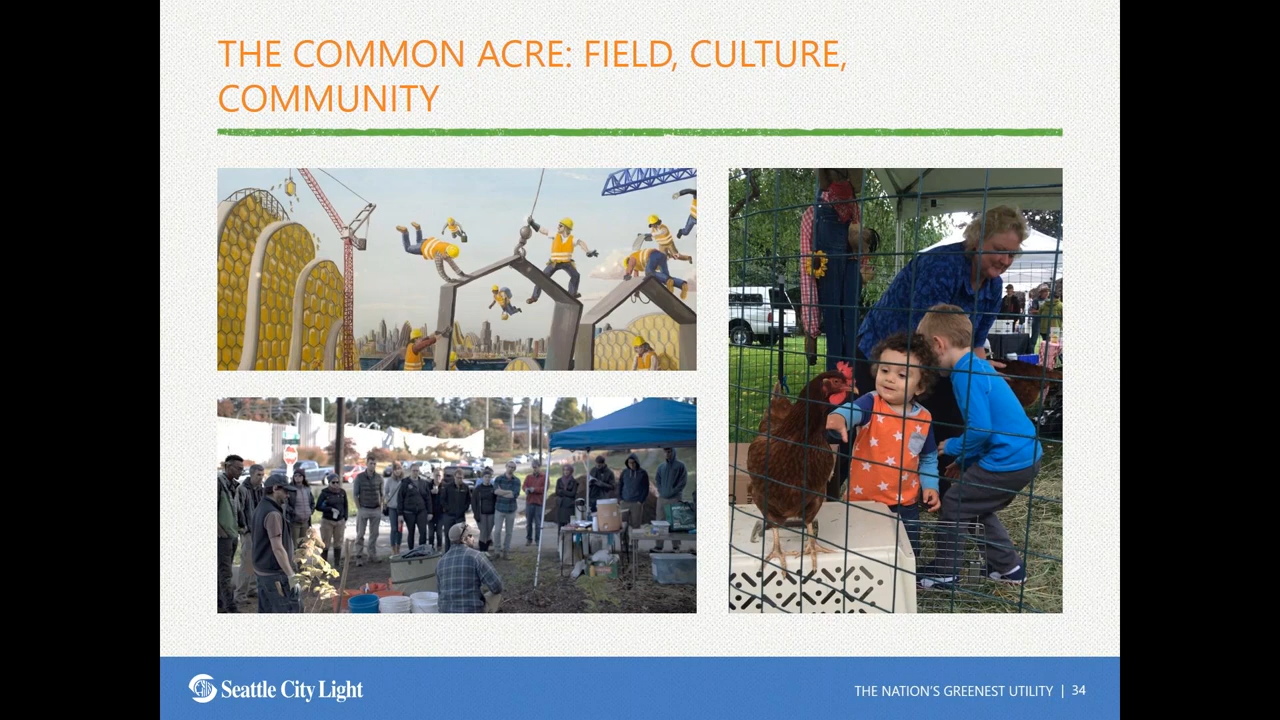 THE COMMON ACRE: FIELD, CULTURE,
COMMUNITY
Seattle City Light
THE NATION'S GREENEST UTILITY | 34